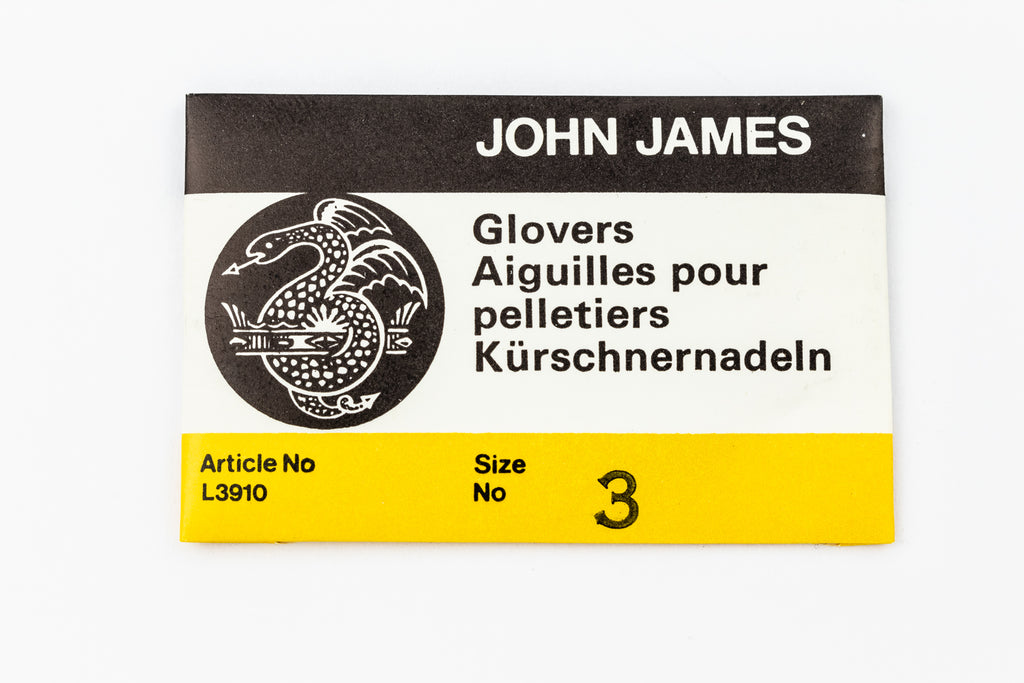 JOHN JAMES
Glovers
Aiguilles pour
pelletiers
Kürschnernadeln
Article No
L3910
Size
No 3